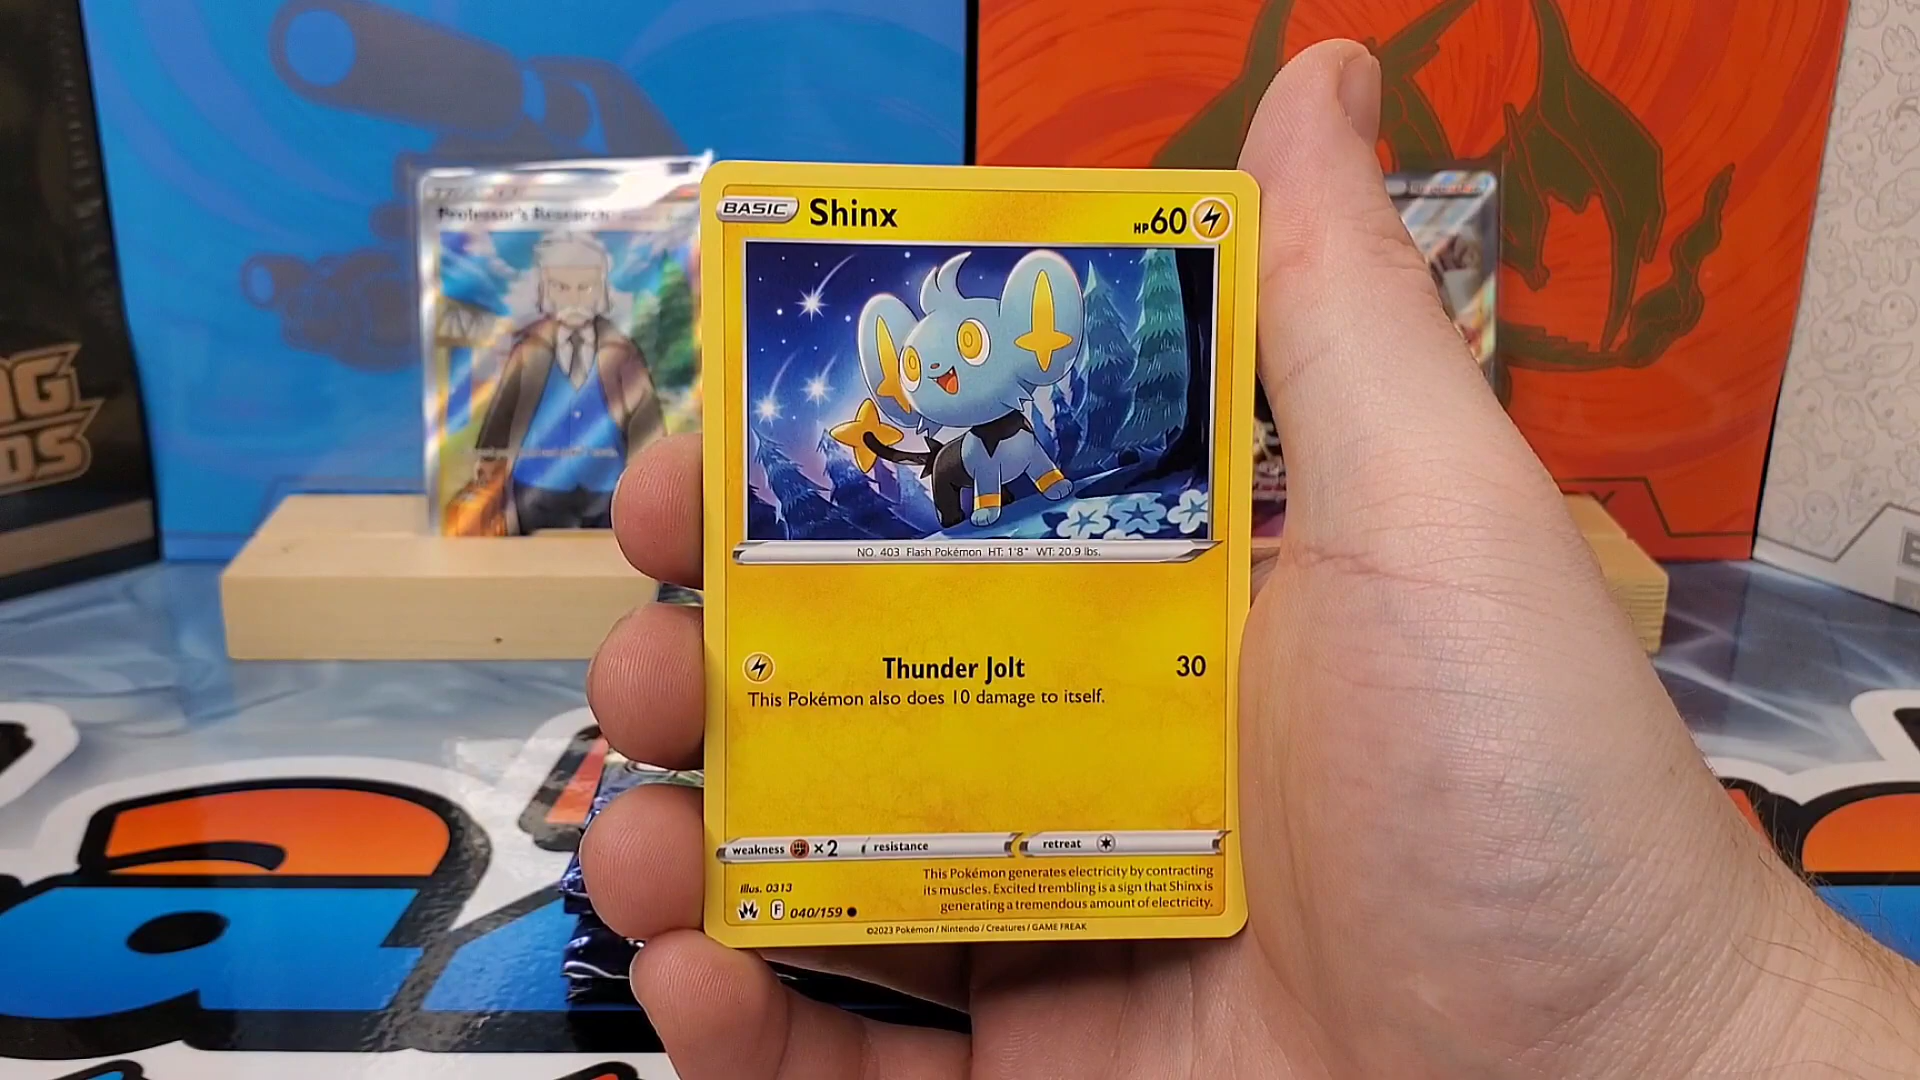 Professor's Research
BASIC Shinx HP60
NO. 403 Flash Pokémon HT: 1'8" WT: 20.9 lbs.
Thunder Jolt 30
This Pokémon also does 10 damage to itself.
weakness ×2 resistance retreat
This Pokémon generates electricity by contracting
its muscles. Excited trembling is a sign that Shinx is
generating a tremendous amount of electricity.
Illus. 0313
F 040/159
©2023 Pokémon / Nintendo / Creatures / GAME FREAK